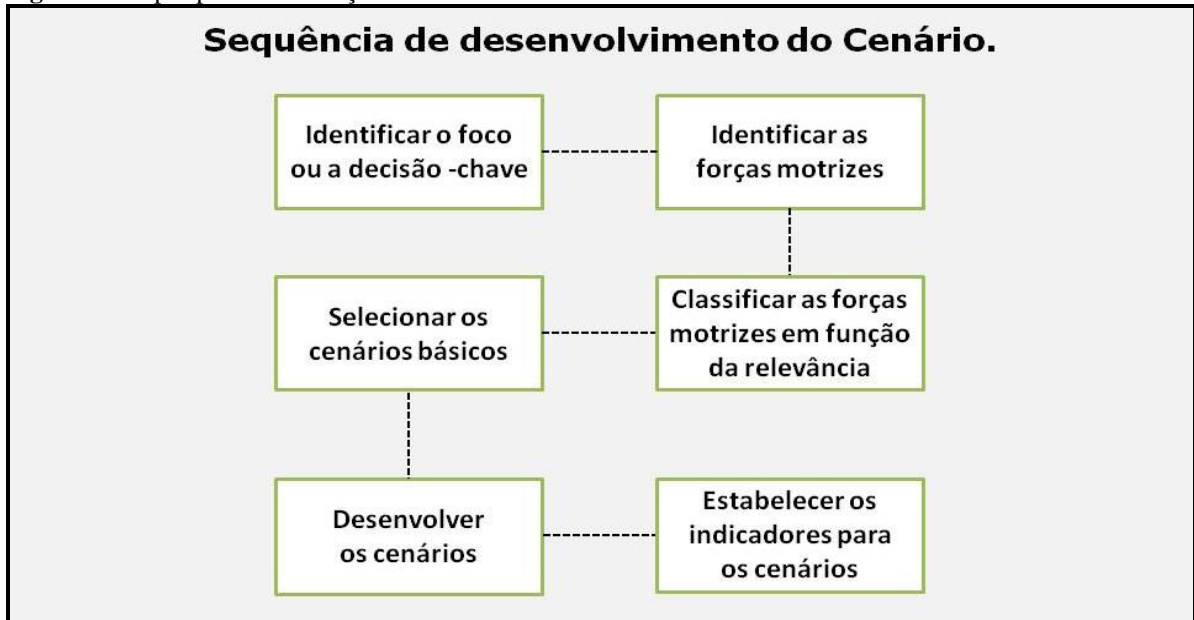 Sequência de desenvolvimento do Cenário.
Identificar o foco
ou a decisão -chave
Identificar as
forças motrizes
Classificar as forças
motrizes em função
da relevância
Selecionar os
cenários básicos
Desenvolver
os cenários
Estabelecer os
indicadores para
os cenários